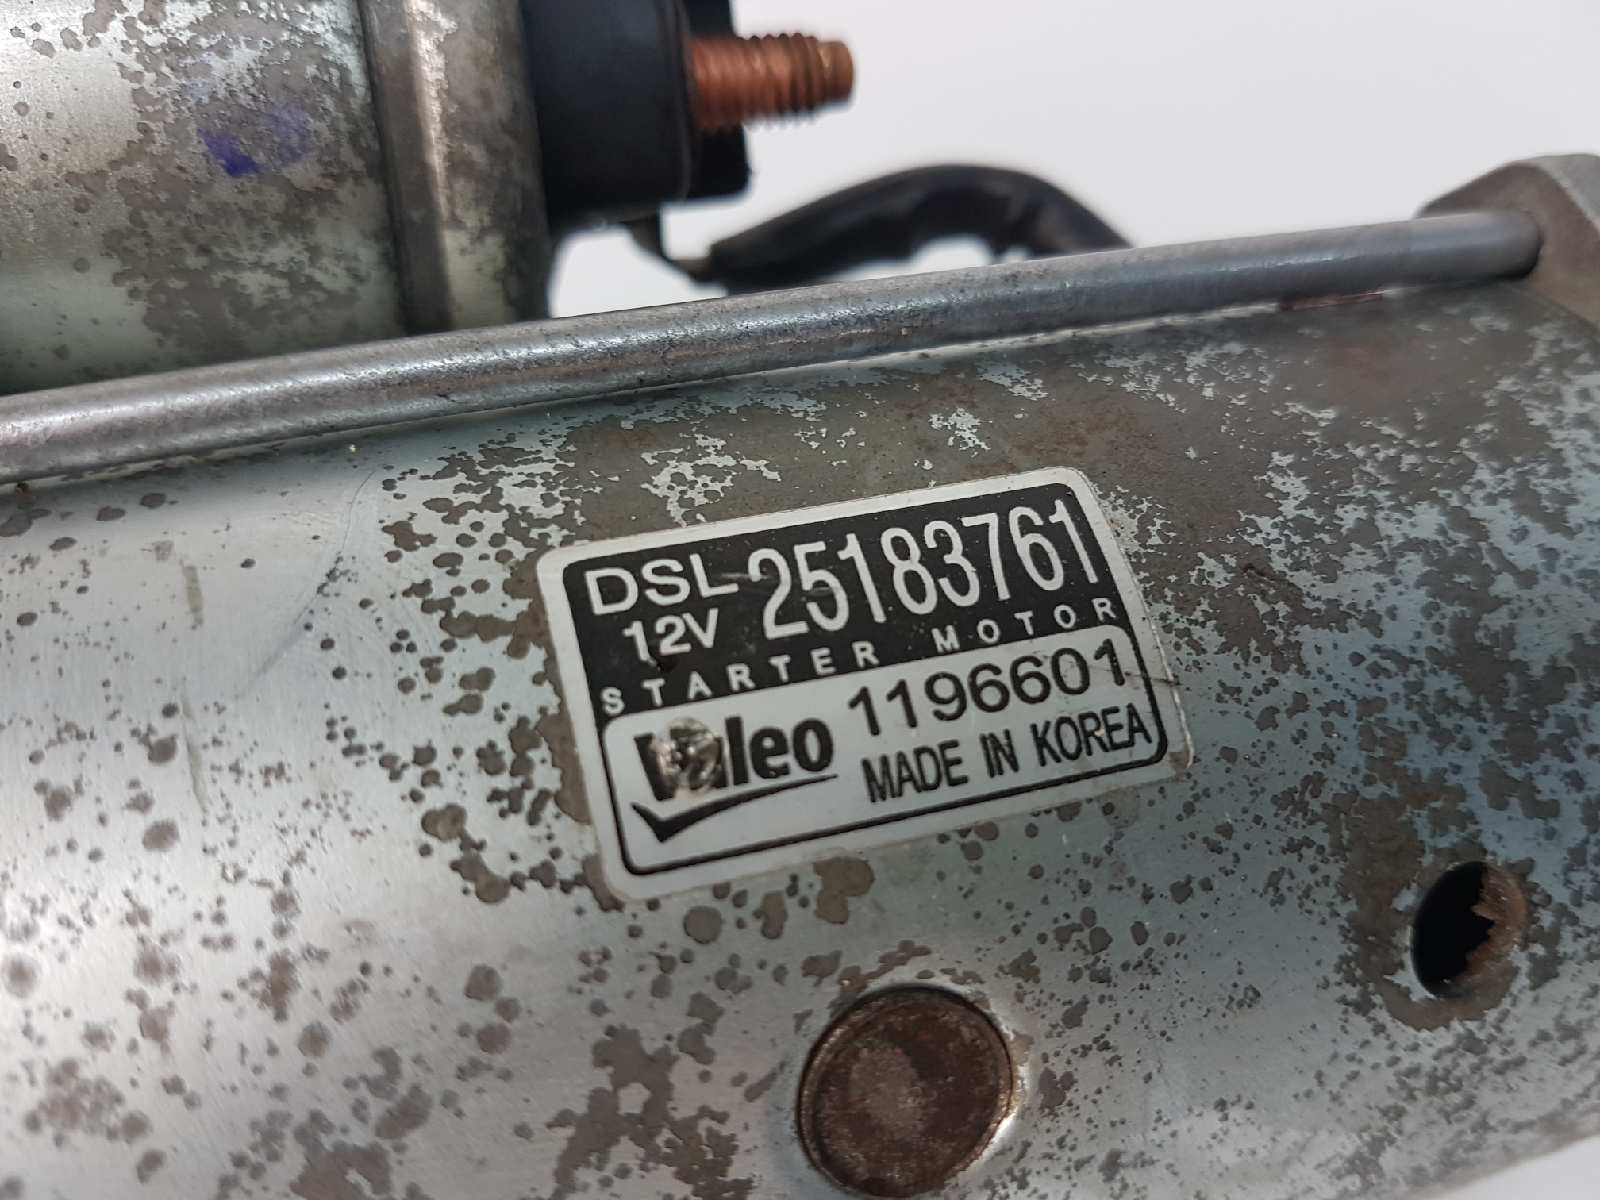 DSL 25183761
12V
STARTER MOTOR
Valeo 1196601
MADE IN KOREA